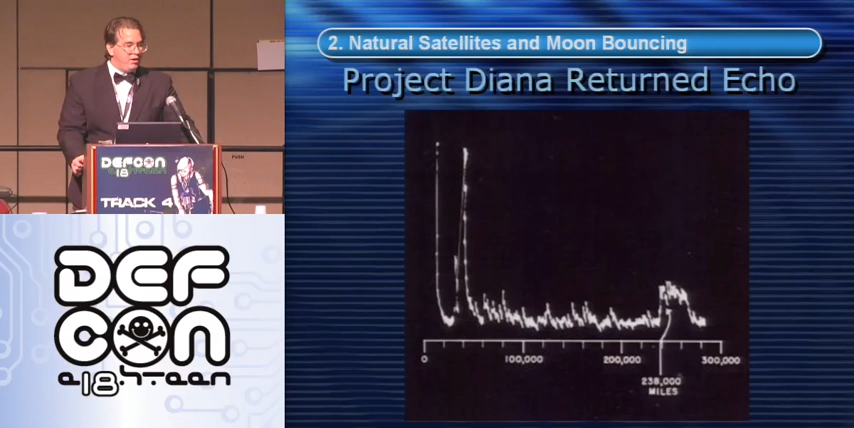 2. Natural Satellites and Moon Bouncing
Project Diana Returned Echo
0
100,000
200,000
300,000
238,000
MILES
PUSH
DEFCON
18
TRACK 4
DEF
CON
e18hteen